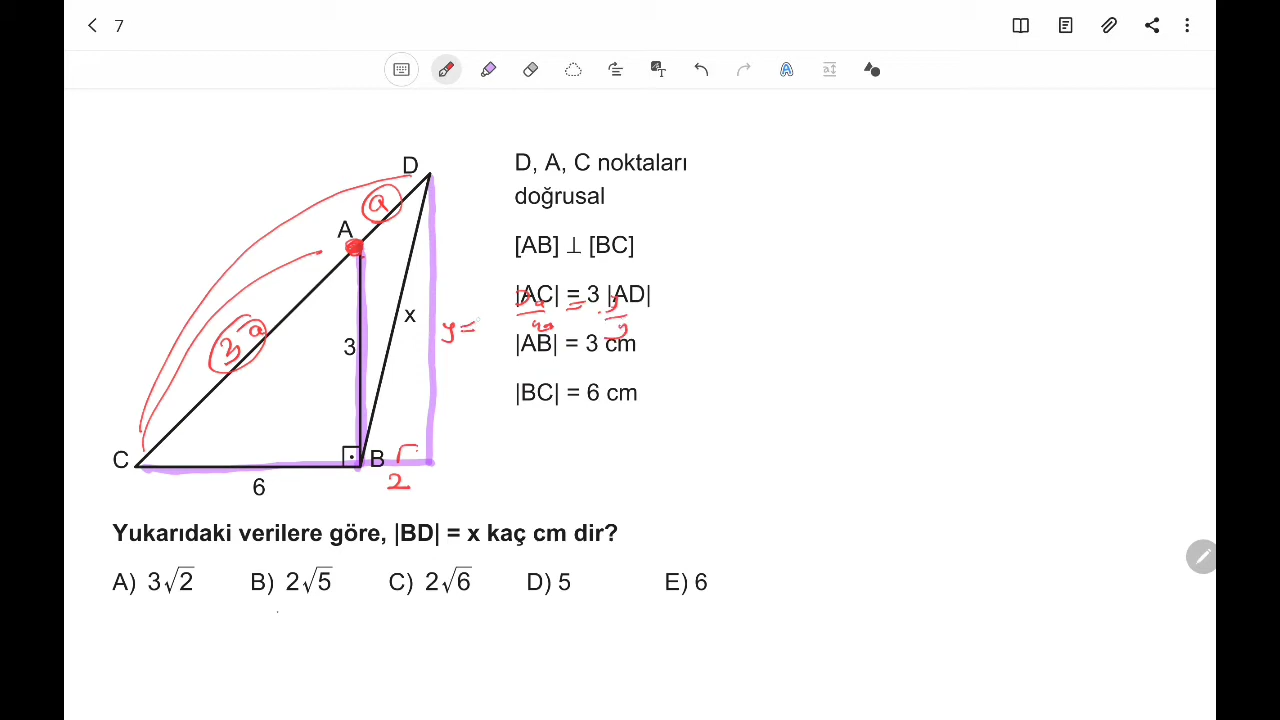 7
D
a
A
3a
3
x
y=
C
B
2
6
D, A, C noktaları
doğrusal
[AB] ⊥ [BC]
|AC| = 3 |AD|
= 3/y
|AB| = 3 cm
|BC| = 6 cm
Yukarıdaki verilere göre, |BD| = x kaç cm dir?
A) 3√2 B) 2√5 C) 2√6 D) 5 E) 6